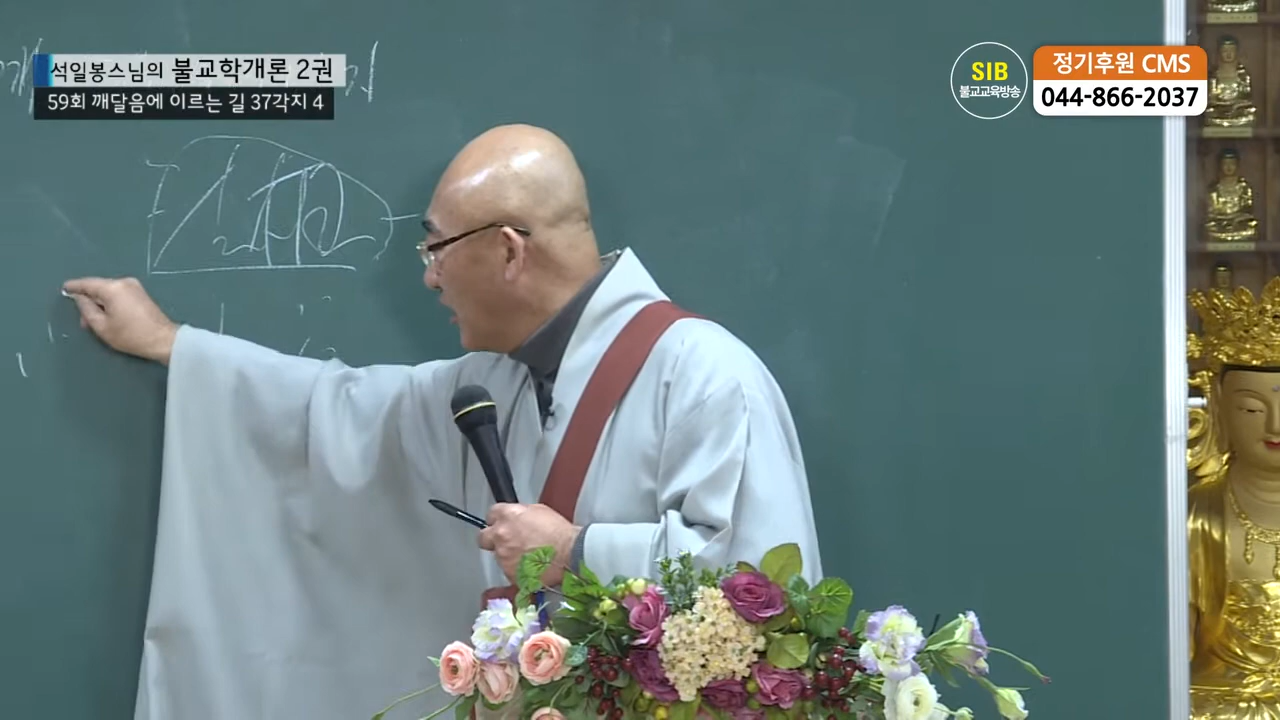 석일봉스님의 불교학개론 2권
59회 깨달음에 이르는 길 37각지 4
SIB
불교교육방송
정기후원 CMS
044-866-2037